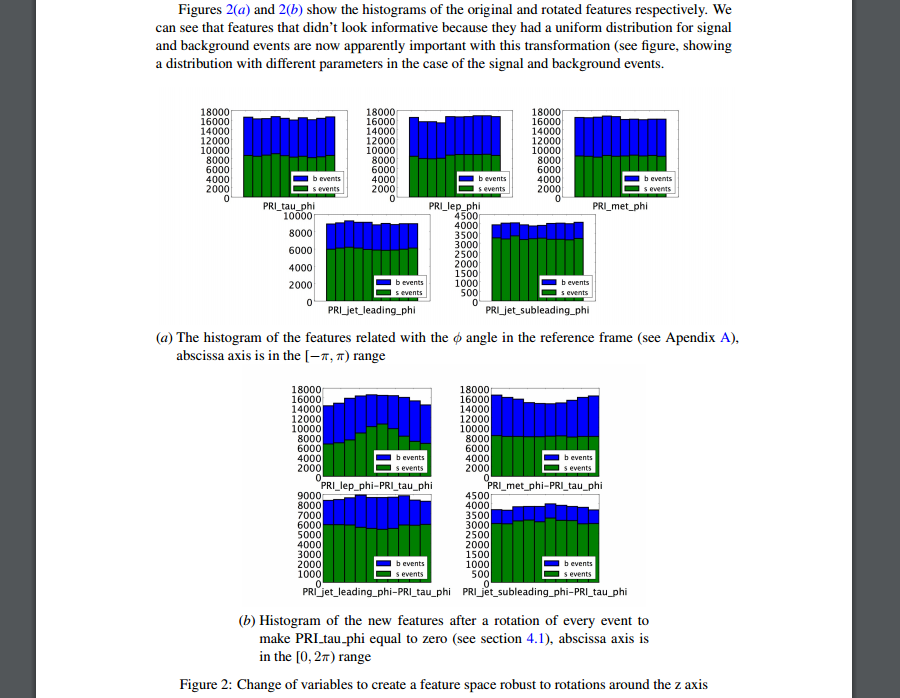 Figures 2(a) and 2(b) show the histograms of the original and rotated features respectively. We
can see that features that didn't look informative because they had a uniform distribution for signal
and background events are now apparently important with this transformation (see figure, showing
a distribution with different parameters in the case of the signal and background events.
18000
16000
14000
12000
10000
8000
6000
4000
2000
0
b events
s events
PRI_tau_phi
18000
16000
14000
12000
10000
8000
6000
4000
2000
0
b events
s events
PRI_lep_phi
18000
16000
14000
12000
10000
8000
6000
4000
2000
0
b events
s events
PRI_met_phi
10000
8000
6000
4000
2000
0
b events
s events
PRI_jet_leading_phi
4500
4000
3500
3000
2500
2000
1500
1000
500
0
b events
s events
PRI_jet_subleading_phi
(a) The histogram of the features related with the ϕ angle in the reference frame (see Apendix A),
abscissa axis is in the [−π, π) range
18000
16000
14000
12000
10000
8000
6000
4000
2000
0
b events
s events
PRI_lep_phi-PRI_tau_phi
18000
16000
14000
12000
10000
8000
6000
4000
2000
0
b events
s events
PRI_met_phi-PRI_tau_phi
9000
8000
7000
6000
5000
4000
3000
2000
1000
0
b events
s events
PRI_jet_leading_phi-PRI_tau_phi
4500
4000
3500
3000
2500
2000
1500
1000
500
0
b events
s events
PRI_jet_subleading_phi-PRI_tau_phi
(b) Histogram of the new features after a rotation of every event to
make PRI_tau_phi equal to zero (see section 4.1), abscissa axis is
in the [0, 2π) range
Figure 2: Change of variables to create a feature space robust to rotations around the z axis